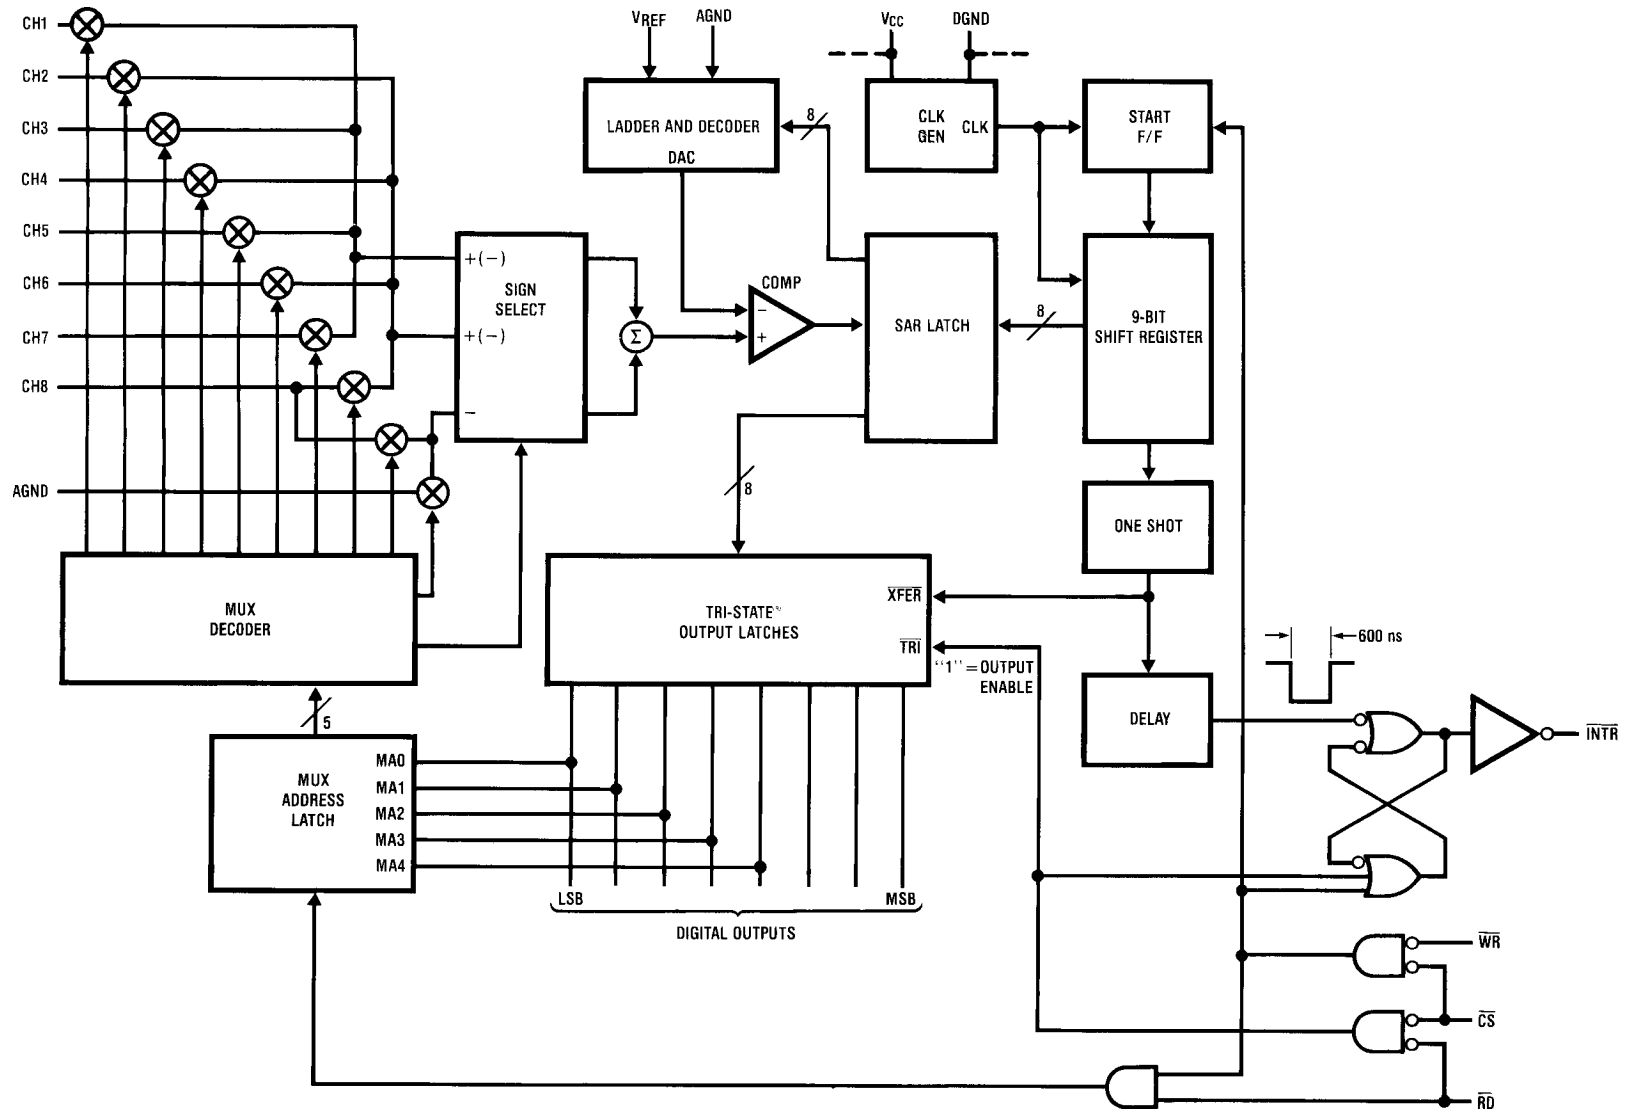 CH1
CH2
CH3
CH4
CH5
CH6
CH7
CH8
AGND
VREF
AGND
LADDER AND DECODER
DAC
8
VCC
DGND
CLK
GEN
CLK
START
F/F
+(−)
+(−)
−
SIGN
SELECT
Σ
COMP
−
+
SAR LATCH
8
9-BIT
SHIFT REGISTER
8
ONE SHOT
MUX
DECODER
TRI-STATE®
OUTPUT LATCHES
XFER
TRI
"1" = OUTPUT
ENABLE
DELAY
600 ns
INTR
5
MUX
ADDRESS
LATCH
MA0
MA1
MA2
MA3
MA4
LSB
MSB
DIGITAL OUTPUTS
WR
CS
RD